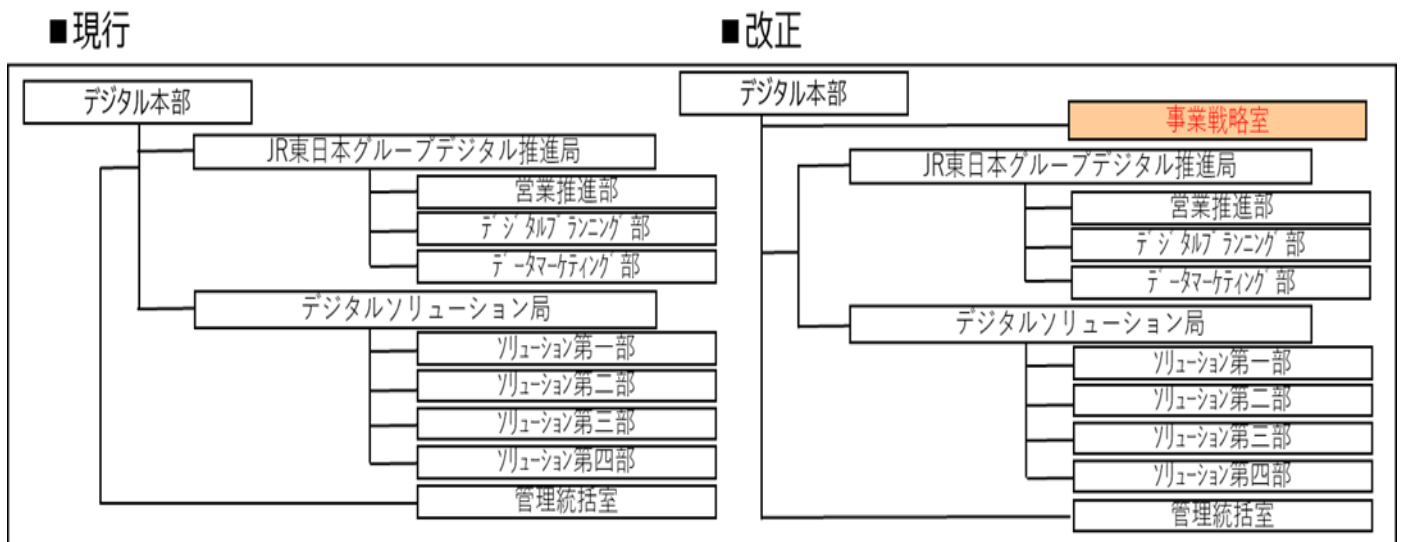 ■現行
デジタル本部
JR東日本グループデジタル推進局
営業推進部
ﾃﾞｼﾞﾀﾙﾌﾟﾗﾝﾆﾝｸﾞ部
ﾃﾞｰﾀﾏｰｹﾃｨﾝｸﾞ部
デジタルソリューション局
ｿﾘｭｰｼｮﾝ第一部
ｿﾘｭｰｼｮﾝ第二部
ｿﾘｭｰｼｮﾝ第三部
ｿﾘｭｰｼｮﾝ第四部
管理統括室
■改正
デジタル本部
事業戦略室
JR東日本グループデジタル推進局
営業推進部
ﾃﾞｼﾞﾀﾙﾌﾟﾗﾝﾆﾝｸﾞ部
ﾃﾞｰﾀﾏｰｹﾃｨﾝｸﾞ部
デジタルソリューション局
ｿﾘｭｰｼｮﾝ第一部
ｿﾘｭｰｼｮﾝ第二部
ｿﾘｭｰｼｮﾝ第三部
ｿﾘｭｰｼｮﾝ第四部
管理統括室